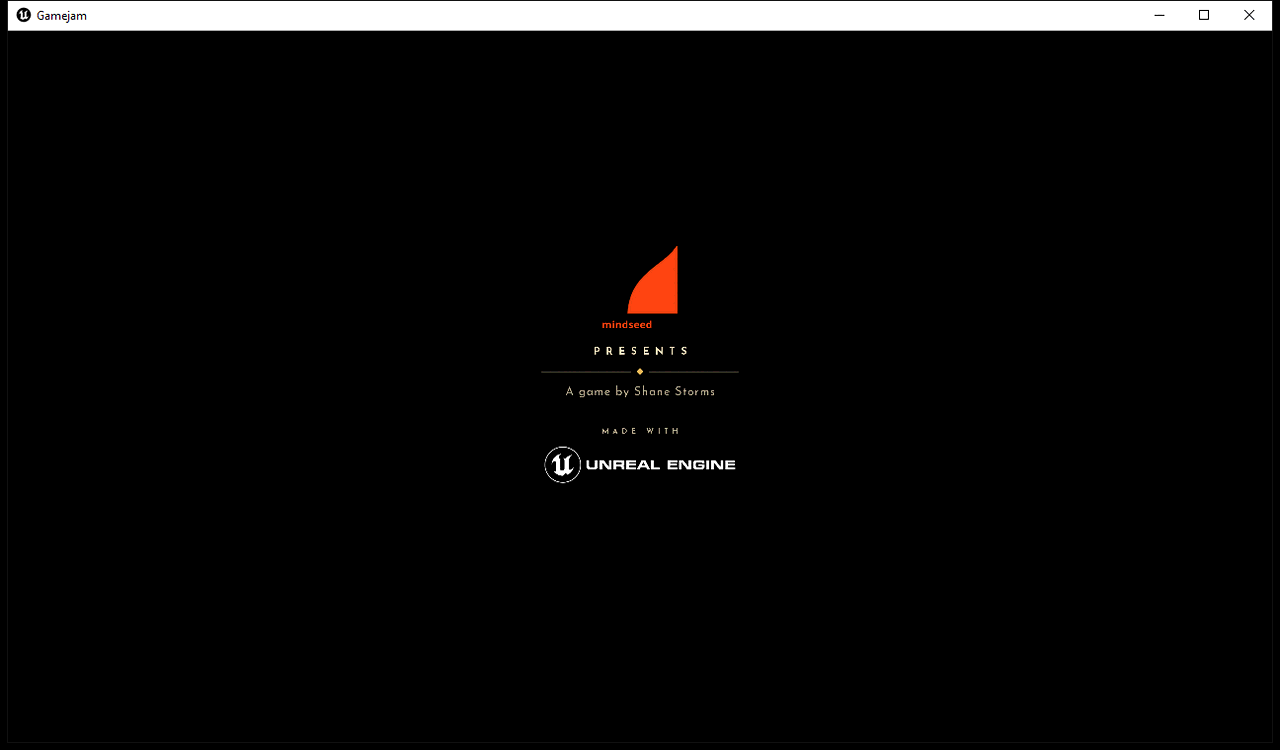 Gamejam
mindseed
PRESENTS
A game by Shane Storms
MADE WITH
UNREAL ENGINE